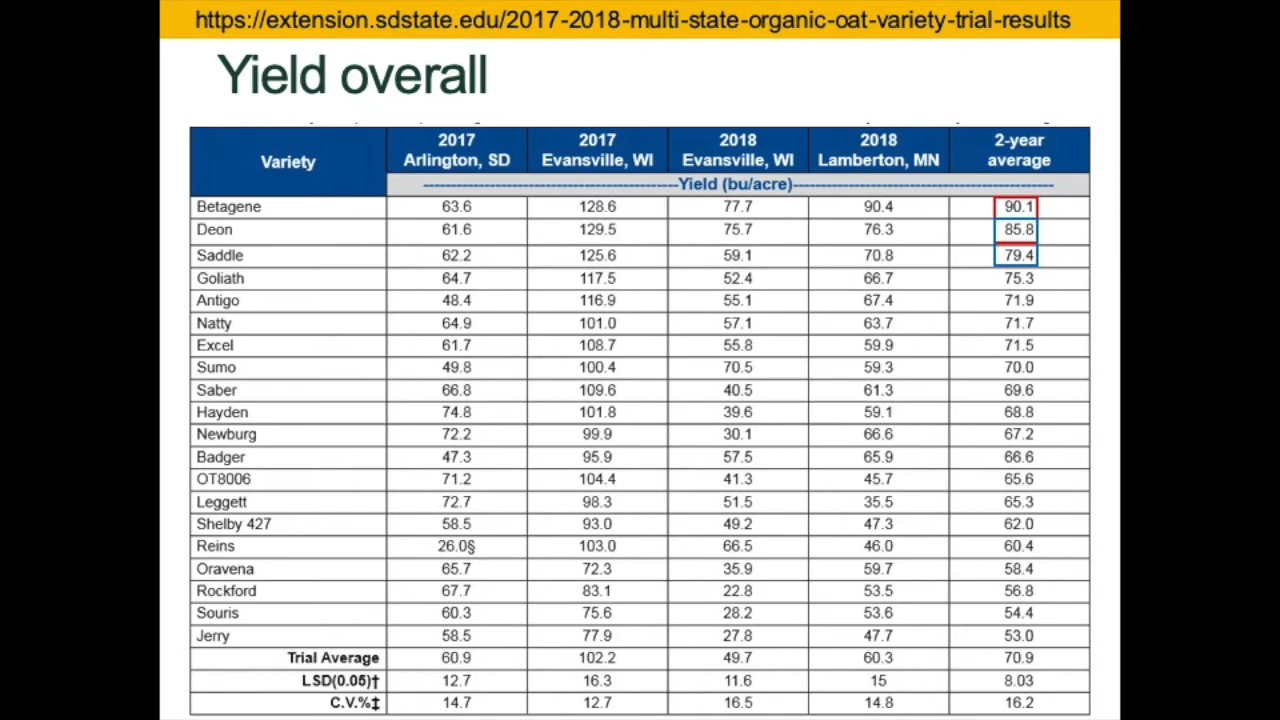 https://extension.sdstate.edu/2017-2018-multi-state-organic-oat-variety-trial-results
Yield overall
Variety 2017 Arlington, SD 2017 Evansville, WI 2018 Evansville, WI 2018 Lamberton, MN 2-year average
Yield (bu/acre)
Betagene 63.6 128.6 77.7 90.4 90.1
Deon 61.6 129.5 75.7 76.3 85.8
Saddle 62.2 125.6 59.1 70.8 79.4
Goliath 64.7 117.5 52.4 66.7 75.3
Antigo 48.4 116.9 55.1 67.4 71.9
Natty 64.9 101.0 57.1 63.7 71.7
Excel 61.7 108.7 55.8 59.9 71.5
Sumo 49.8 100.4 70.5 59.3 70.0
Saber 66.8 109.6 40.5 61.3 69.6
Hayden 74.8 101.8 39.6 59.1 68.8
Newburg 72.2 99.9 30.1 66.6 67.2
Badger 47.3 95.9 57.5 65.9 66.6
OT8006 71.2 104.4 41.3 45.7 65.6
Leggett 72.7 98.3 51.5 35.5 65.3
Shelby 427 58.5 93.0 49.2 47.3 62.0
Reins 26.0§ 103.0 66.5 46.0 60.4
Oravena 65.7 72.3 35.9 59.7 58.4
Rockford 67.7 83.1 22.8 53.5 56.8
Souris 60.3 75.6 28.2 53.6 54.4
Jerry 58.5 77.9 27.8 47.7 53.0
Trial Average 60.9 102.2 49.7 60.3 70.9
LSD(0.05)† 12.7 16.3 11.6 15 8.03
C.V.%‡ 14.7 12.7 16.5 14.8 16.2